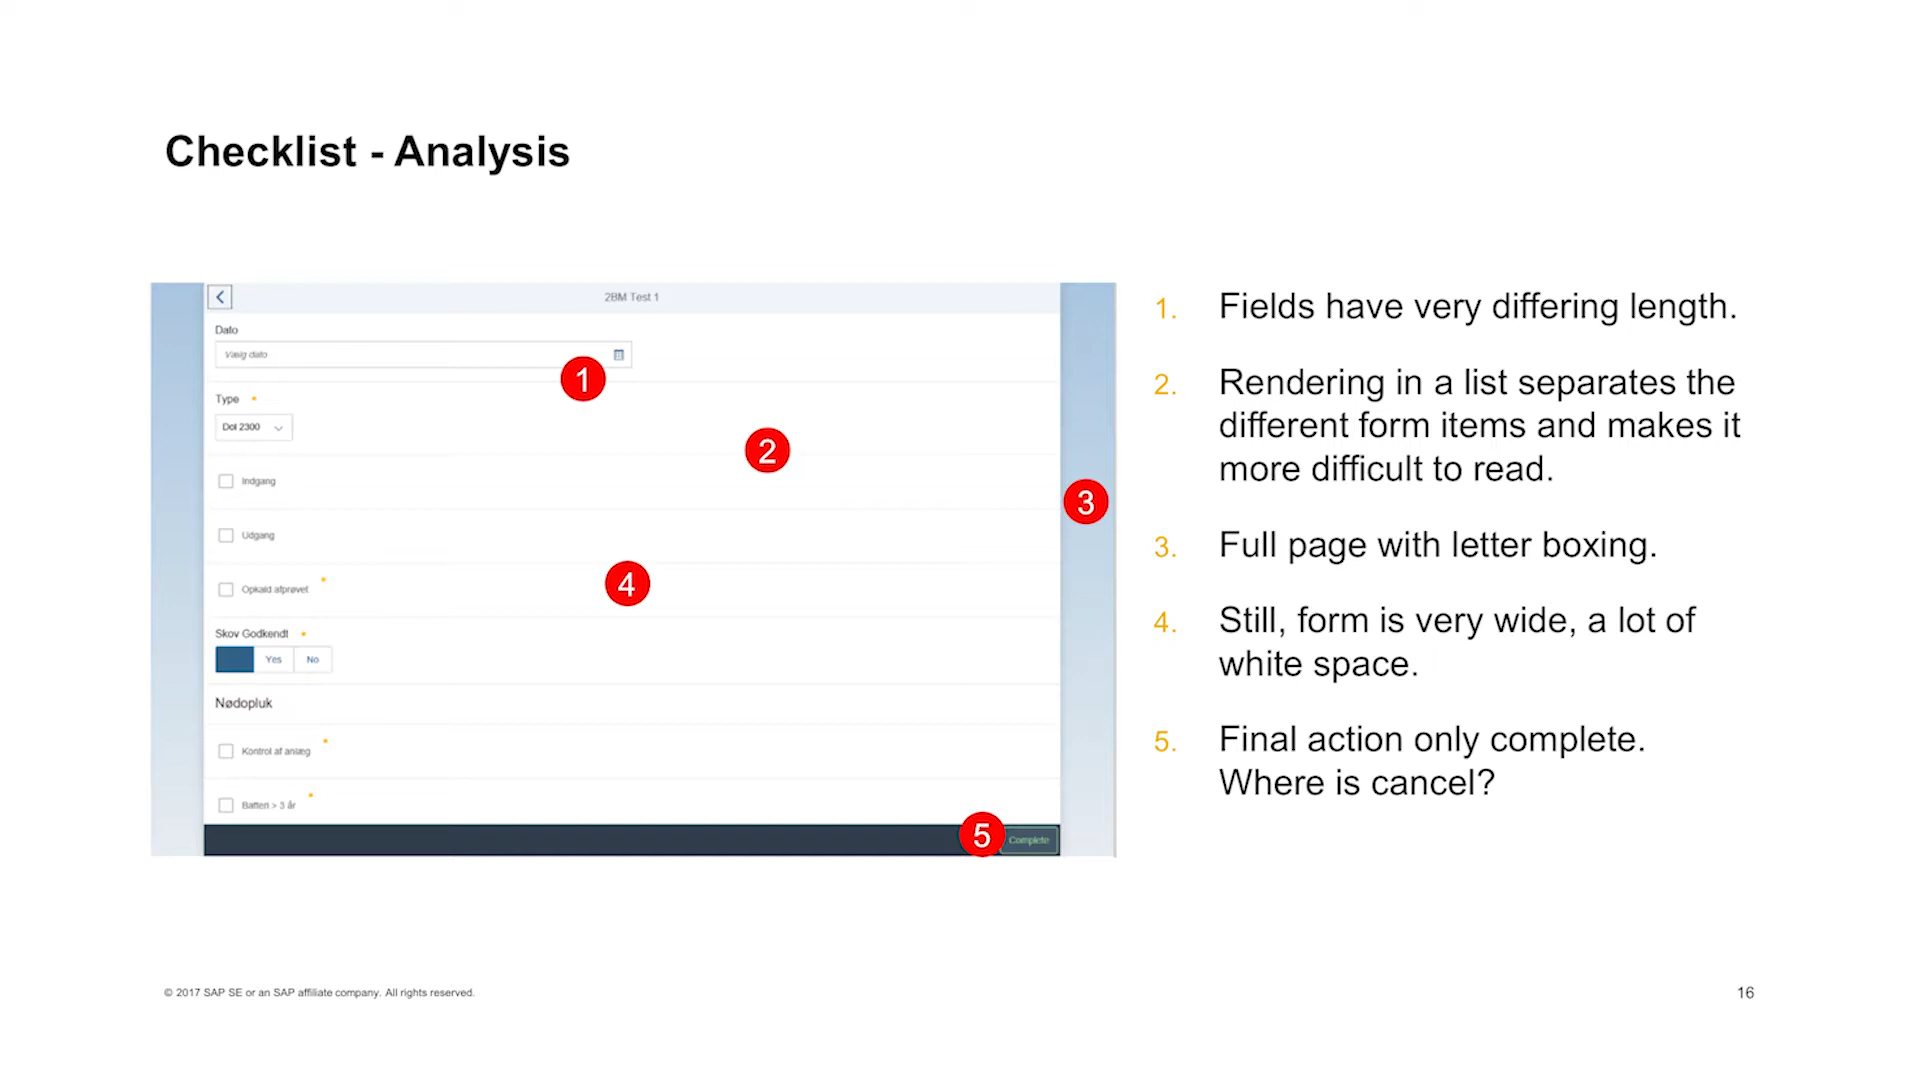 Checklist - Analysis
2BM Test 1
Dato
Vælg dato
1
Type *
Dol 2300
2
Indgang
3
Udgang
4
Opkald afprøvet *
Skov Godkendt *
Yes No
Nødopluk
Kontrol af anlæg *
Batteri > 3 år *
5 Complete
1. Fields have very differing length.
2. Rendering in a list separates the
different form items and makes it
more difficult to read.
3. Full page with letter boxing.
4. Still, form is very wide, a lot of
white space.
5. Final action only complete.
Where is cancel?
© 2017 SAP SE or an SAP affiliate company. All rights reserved.
16